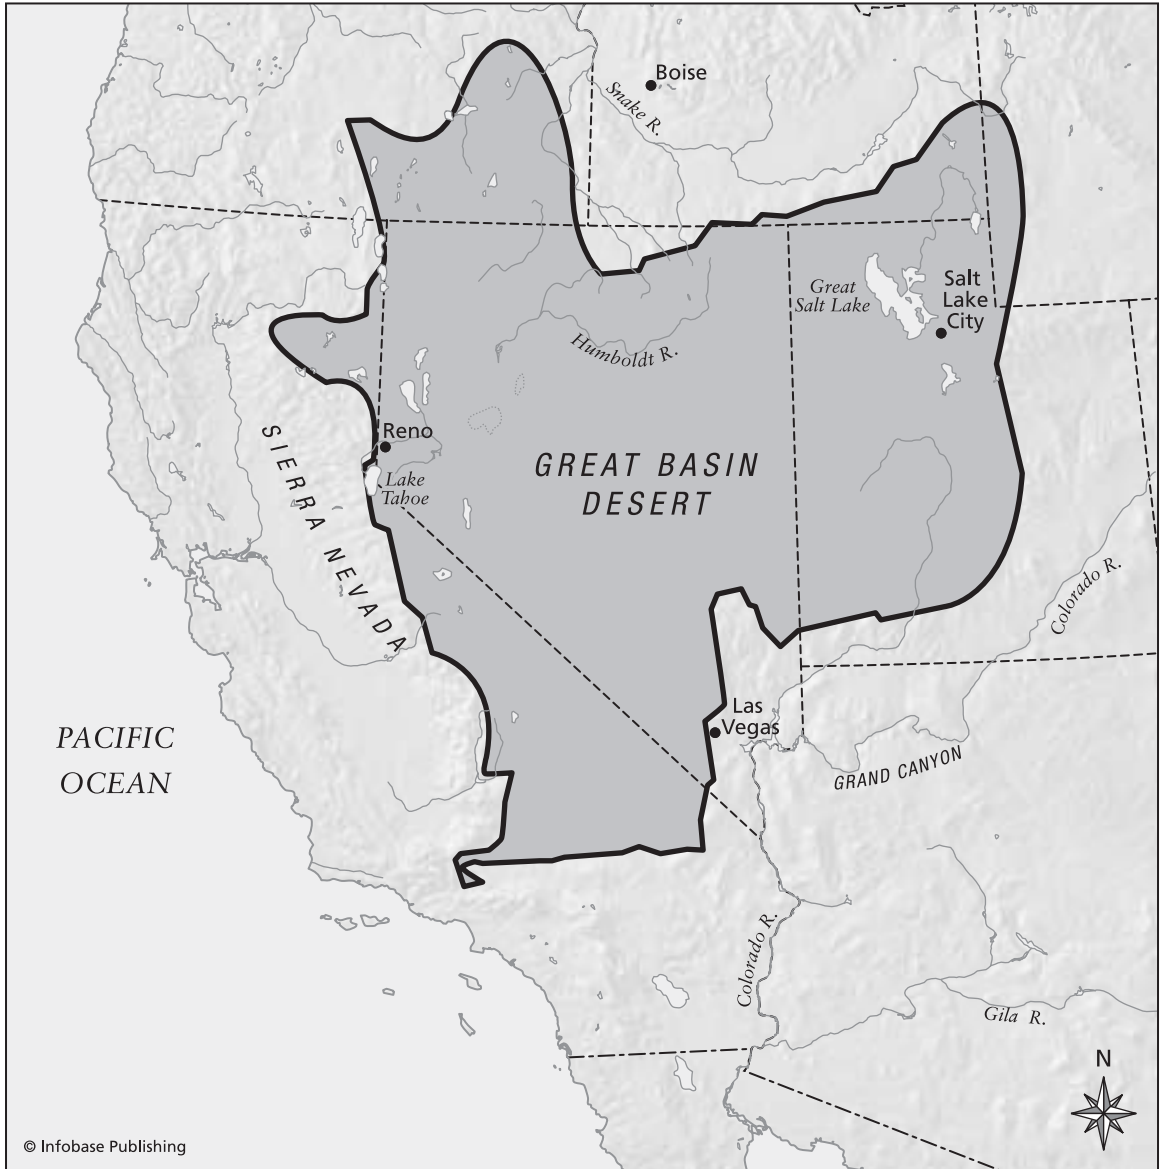 Boise
Snake R.
Great
Salt Lake
Salt
Lake
City
Humboldt R.
Reno
Lake
Tahoe
GREAT BASIN
DESERT
SIERRA NEVADA
Colorado R.
PACIFIC
OCEAN
Las
Vegas
GRAND CANYON
Colorado R.
Gila R.
N
© Infobase Publishing